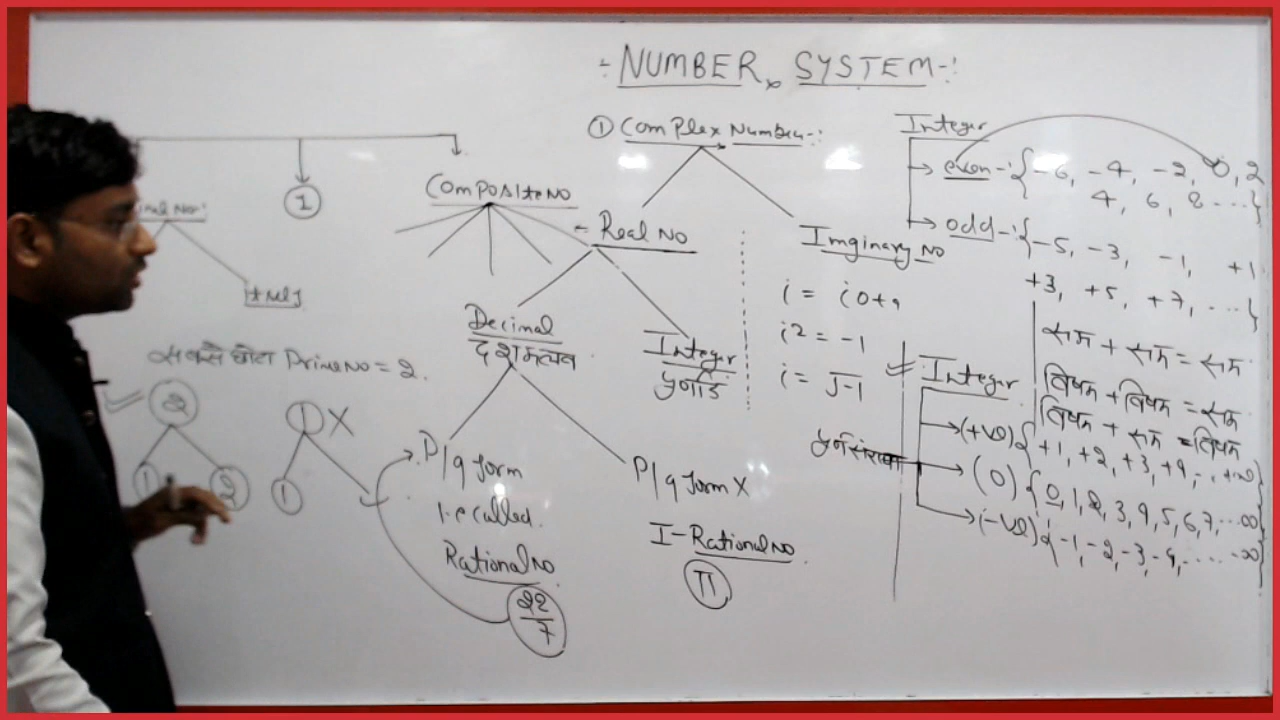 ÷ NUMBER SYSTEM -:
① Complex Number -:
Real No
Imginary No
i = iota
i² = -1
i = √-1
Decimal
दशमलव
Integer
पूर्णांक
P/q form
i.e called.
Rational No
22/7
P/q form X
I-Rational No
π
1
Composite No
सबसे छोटा Prime No = 2.
2
1 2
1 X
1
Integer
even -: {-6, -4, -2, 0, 2
4, 6, 8 ...}
odd -: {-5, -3, -1, +1
+3, +5, +7, ...}
सम + सम = सम
विषम + विषम = सम
विषम + सम = विषम
Integer
(+ve) {+1, +2, +3, +4, .. +∞}
(0) {0, 1, 2, 3, 4, 5, 6, 7, ...∞}
(-ve) {-1, -2, -3, -4, .... -∞}